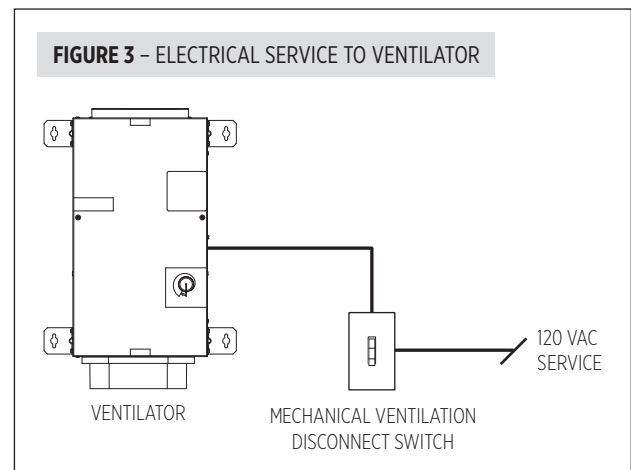 FIGURE 3 – ELECTRICAL SERVICE TO VENTILATOR
120 VAC
SERVICE
VENTILATOR
MECHANICAL VENTILATION
DISCONNECT SWITCH